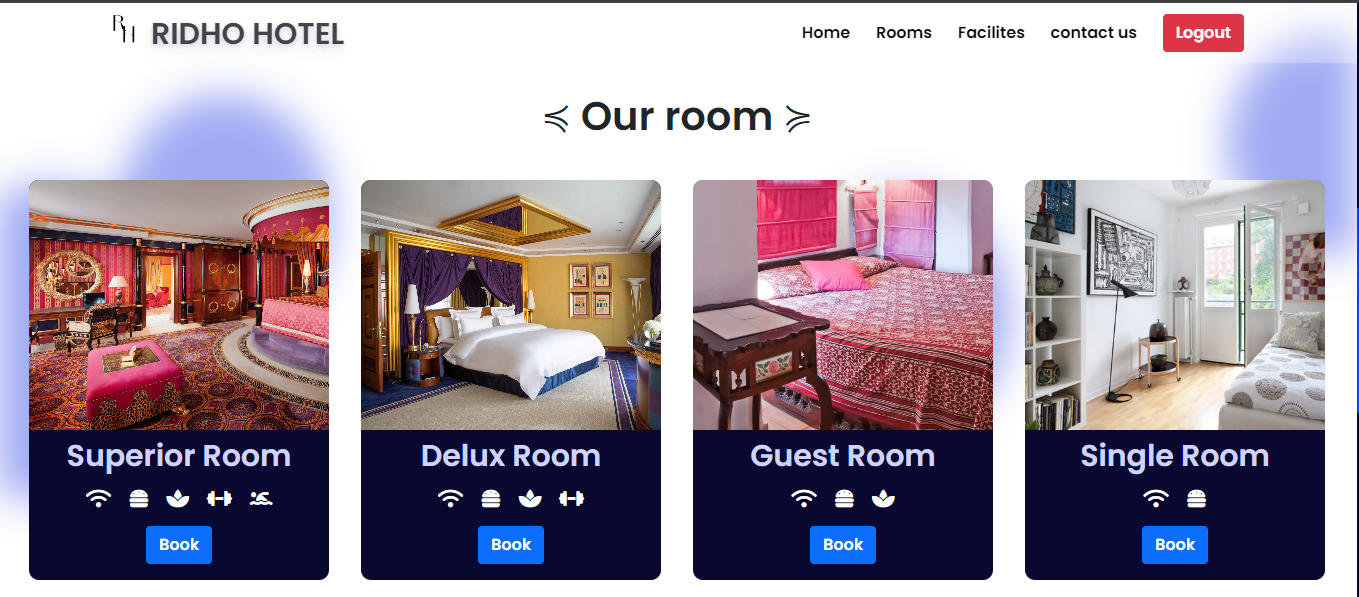 RH RIDHO HOTEL Home Rooms Facilites contact us Logout
≼ Our room ≽
Superior Room Delux Room Guest Room Single Room
Book Book Book Book